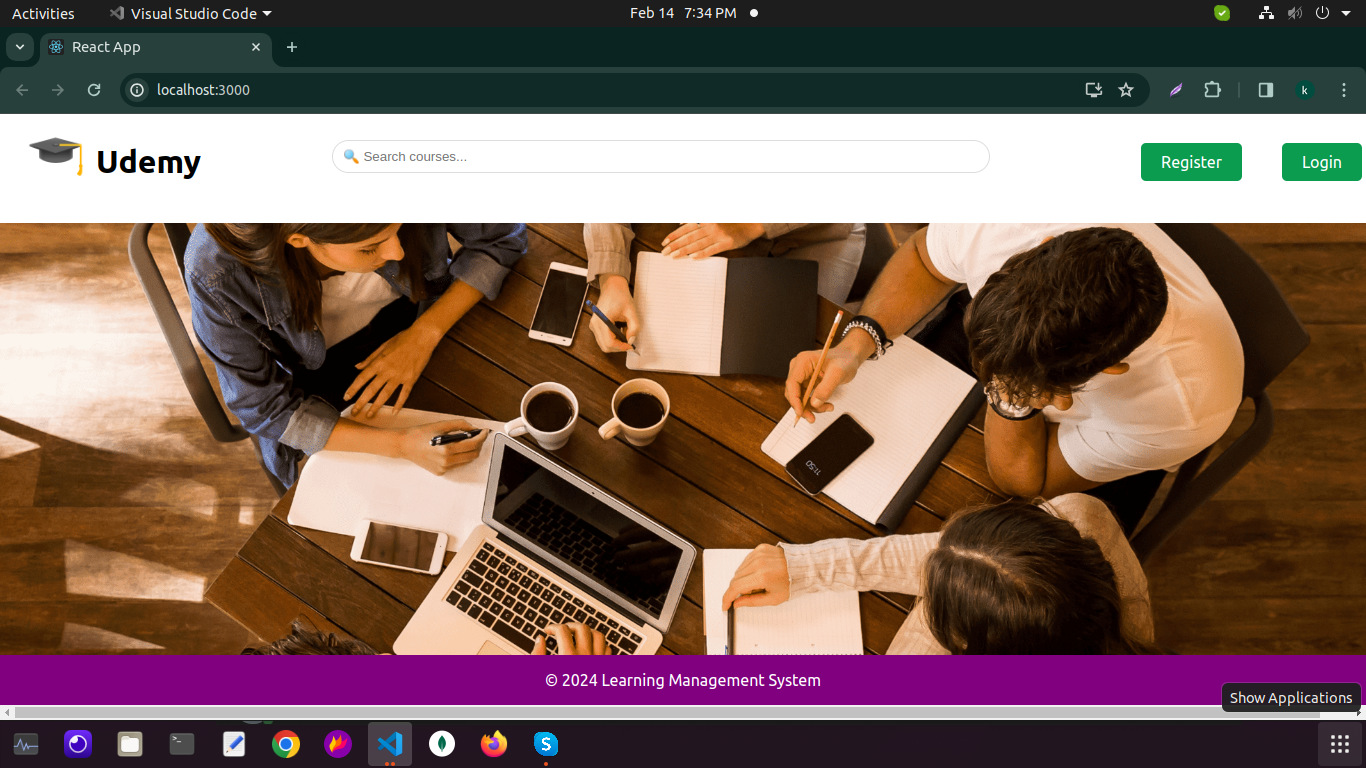 Activities
Visual Studio Code
Feb 14 7:34 PM
React App
localhost:3000
k
Udemy
🔍 Search courses...
Register
Login
11:50
© 2024 Learning Management System
Show Applications